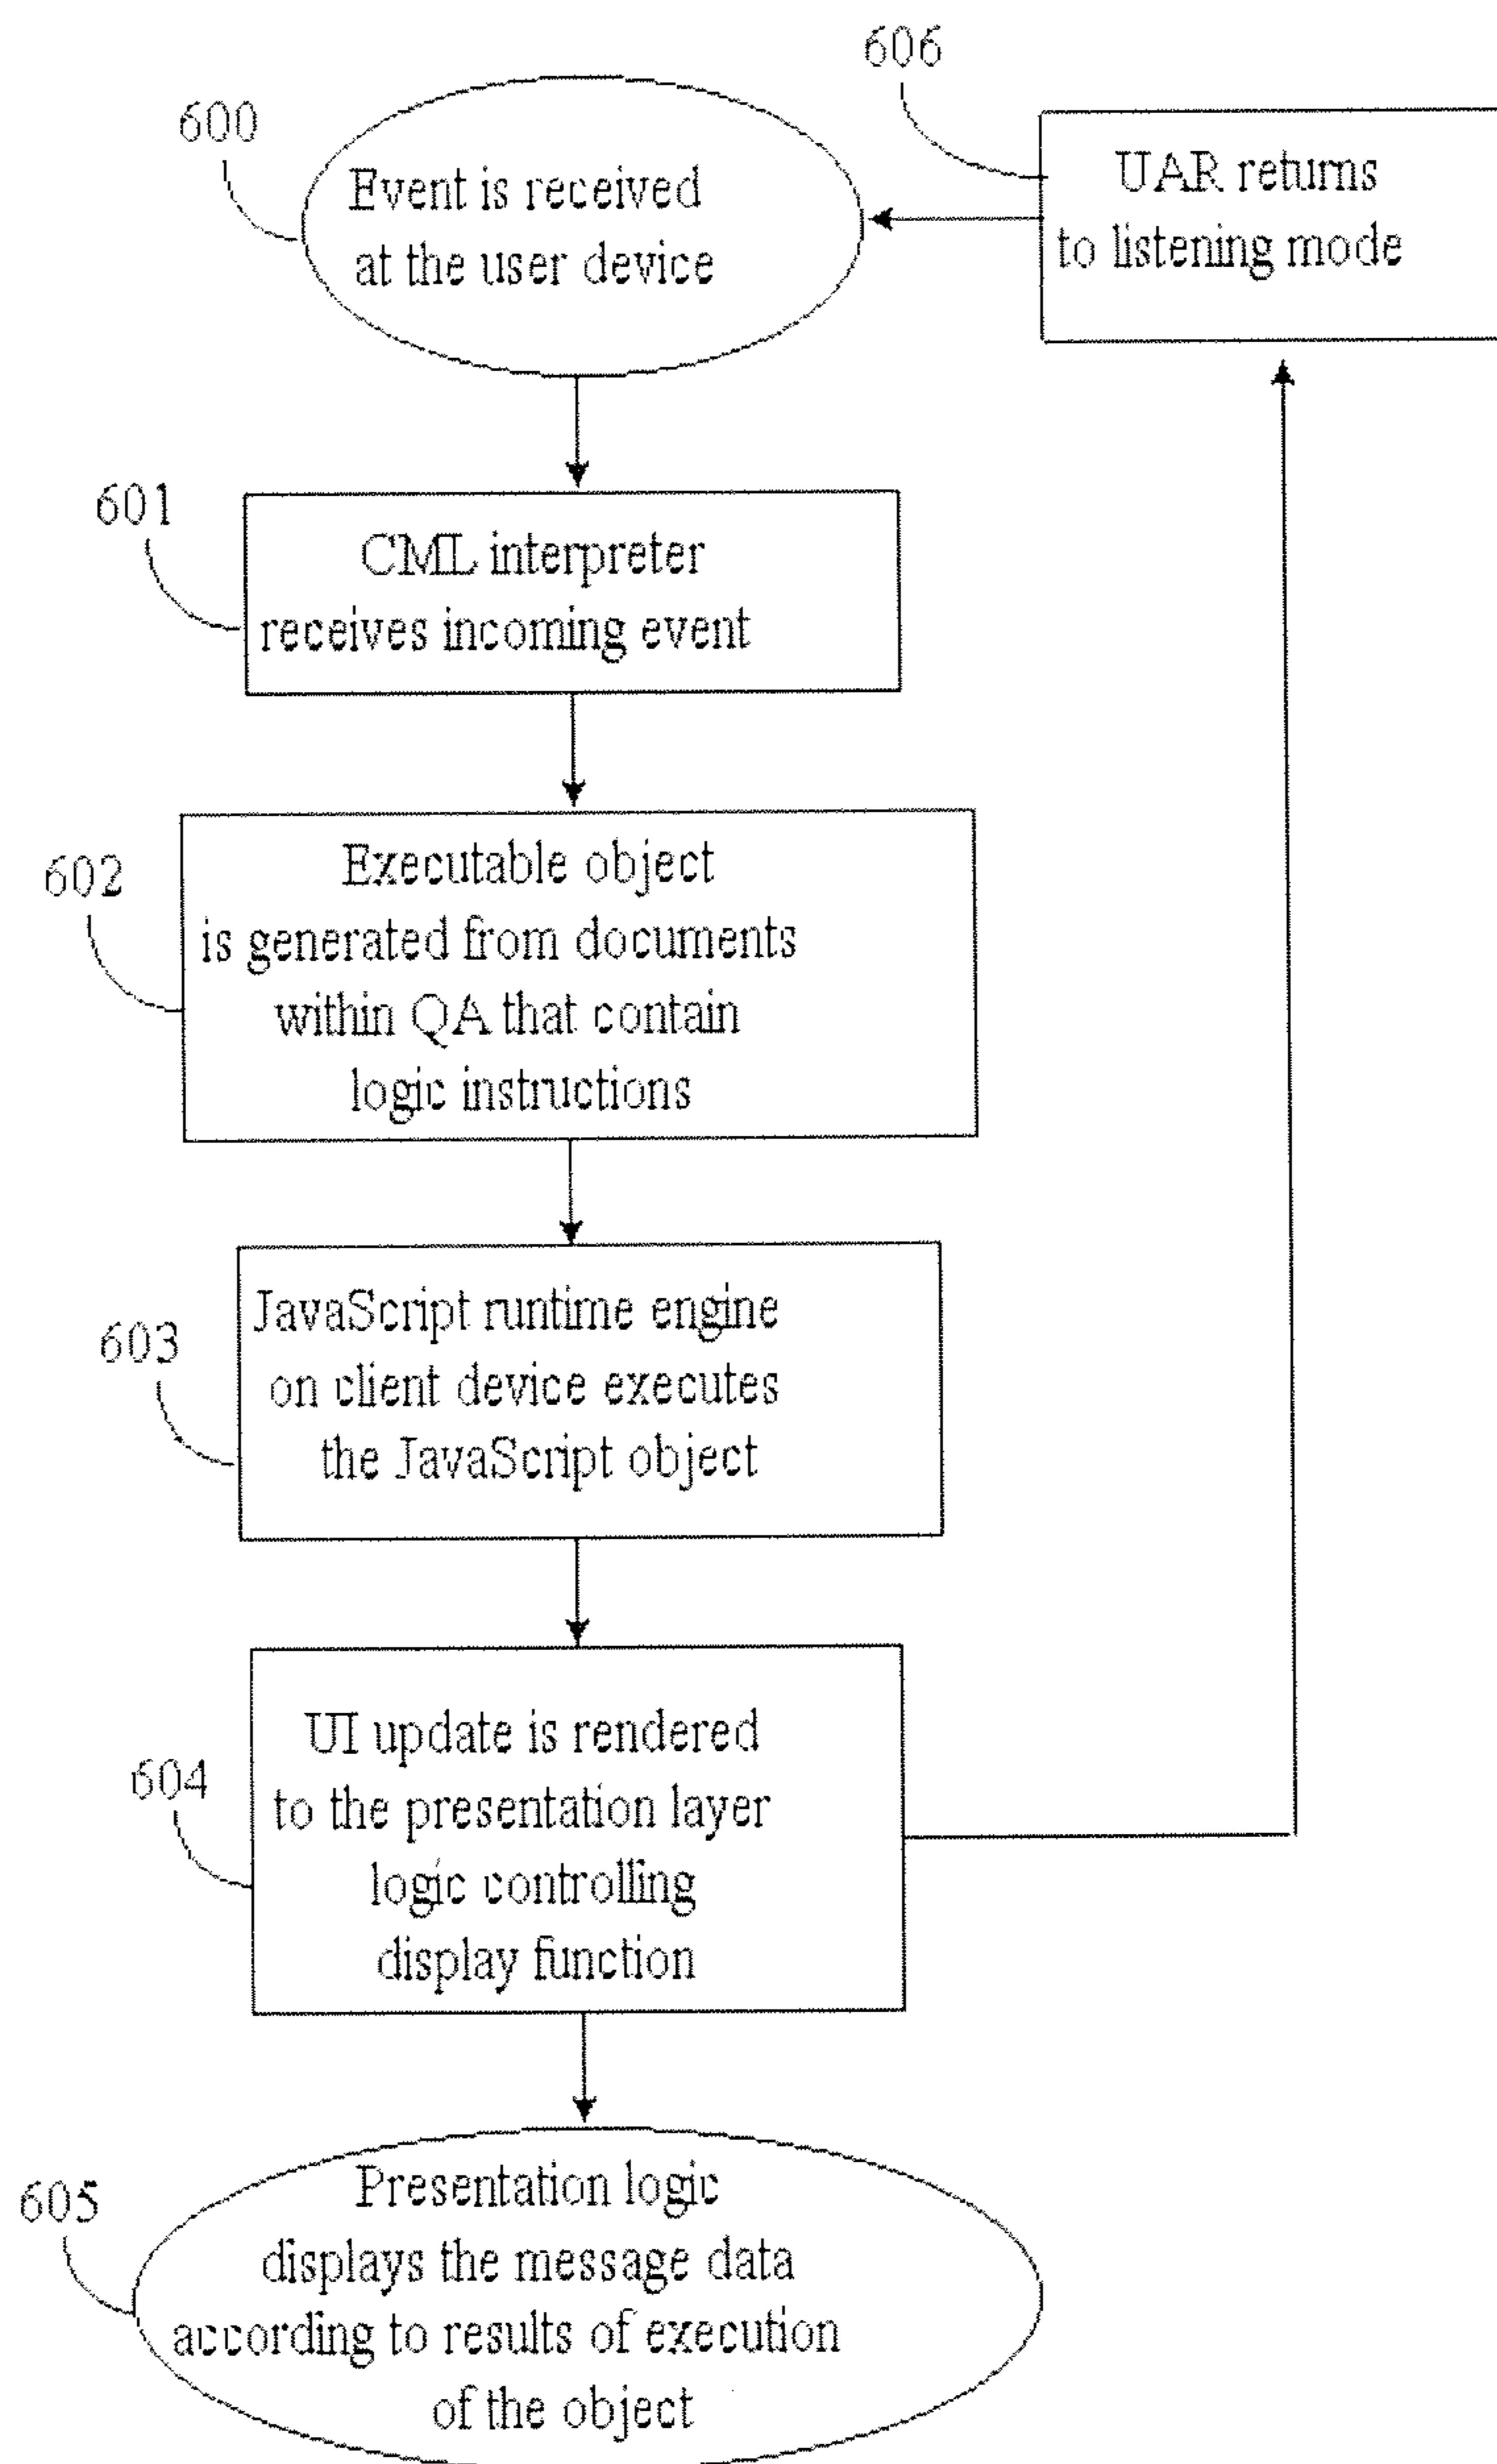 606
600
Event is received
at the user device
UAR returns
to listening mode
601
CML interpreter
receives incoming event
602
Executable object
is generated from documents
within QA that contain
logic instructions
603
JavaScript runtime engine
on client device executes
the JavaScript object
604
UI update is rendered
to the presentation layer
logic controlling
display function
605
Presentation logic
displays the message data
according to results of execution
of the object